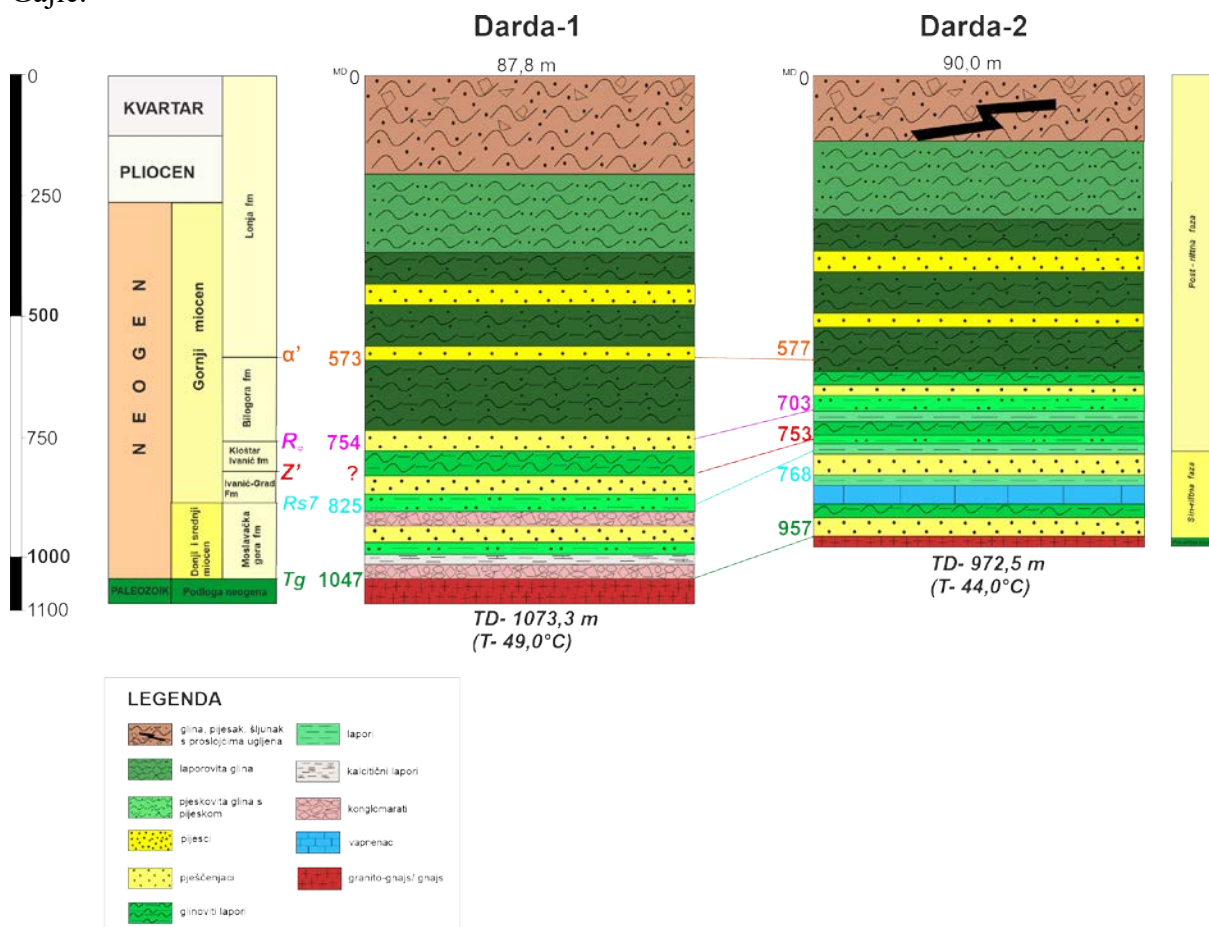 Gajić.
Darda-1
Darda-2
87,8 m
90,0 m
MD 0
MD 0
0
250
500
750
1000
1100
KVARTAR
PLIOCEN
NEOGEN
Gornji miocen
Donji i srednji
miocen
PALEOZOIK
Podloga neogena
Lonja fm
Bilogora fm
Kloštar
Ivanić fm
Ivanić-Grad
Fm
Moslavačka
gora fm
α' 573
577
Rφ 754
703
Z' ?
753
Rs7 825
768
Tg 1047
957
TD- 1073,3 m
(T- 49,0°C)
TD- 972,5 m
(T- 44,0°C)
Post - riftna faza
Sin-riftna faza
LEGENDA
glina, pijesak, šljunak
s proslojcima ugljena
laporovita glina
pjeskovita glina s
pijeskom
pijesci
pješčenjaci
glinoviti lapori
lapori
kalcitični lapori
konglomarati
vapnenac
granito-gnajs/ gnajs